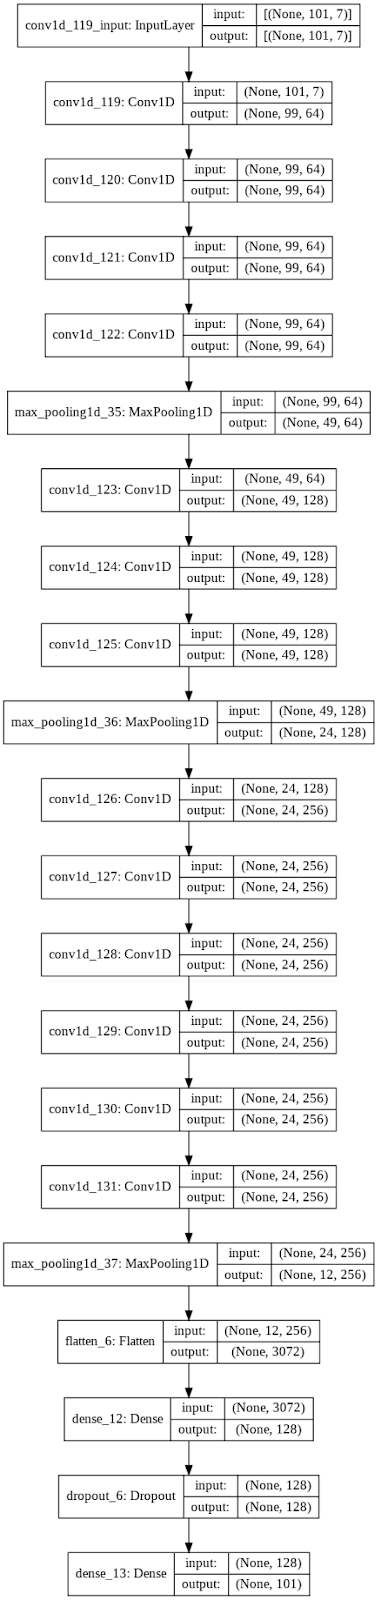 conv1d_119_input: InputLayer
input: [(None, 101, 7)]
output: [(None, 101, 7)]
conv1d_119: Conv1D
input: (None, 101, 7)
output: (None, 99, 64)
conv1d_120: Conv1D
input: (None, 99, 64)
output: (None, 99, 64)
conv1d_121: Conv1D
input: (None, 99, 64)
output: (None, 99, 64)
conv1d_122: Conv1D
input: (None, 99, 64)
output: (None, 99, 64)
max_pooling1d_35: MaxPooling1D
input: (None, 99, 64)
output: (None, 49, 64)
conv1d_123: Conv1D
input: (None, 49, 64)
output: (None, 49, 128)
conv1d_124: Conv1D
input: (None, 49, 128)
output: (None, 49, 128)
conv1d_125: Conv1D
input: (None, 49, 128)
output: (None, 49, 128)
max_pooling1d_36: MaxPooling1D
input: (None, 49, 128)
output: (None, 24, 128)
conv1d_126: Conv1D
input: (None, 24, 128)
output: (None, 24, 256)
conv1d_127: Conv1D
input: (None, 24, 256)
output: (None, 24, 256)
conv1d_128: Conv1D
input: (None, 24, 256)
output: (None, 24, 256)
conv1d_129: Conv1D
input: (None, 24, 256)
output: (None, 24, 256)
conv1d_130: Conv1D
input: (None, 24, 256)
output: (None, 24, 256)
conv1d_131: Conv1D
input: (None, 24, 256)
output: (None, 24, 256)
max_pooling1d_37: MaxPooling1D
input: (None, 24, 256)
output: (None, 12, 256)
flatten_6: Flatten
input: (None, 12, 256)
output: (None, 3072)
dense_12: Dense
input: (None, 3072)
output: (None, 128)
dropout_6: Dropout
input: (None, 128)
output: (None, 128)
dense_13: Dense
input: (None, 128)
output: (None, 101)